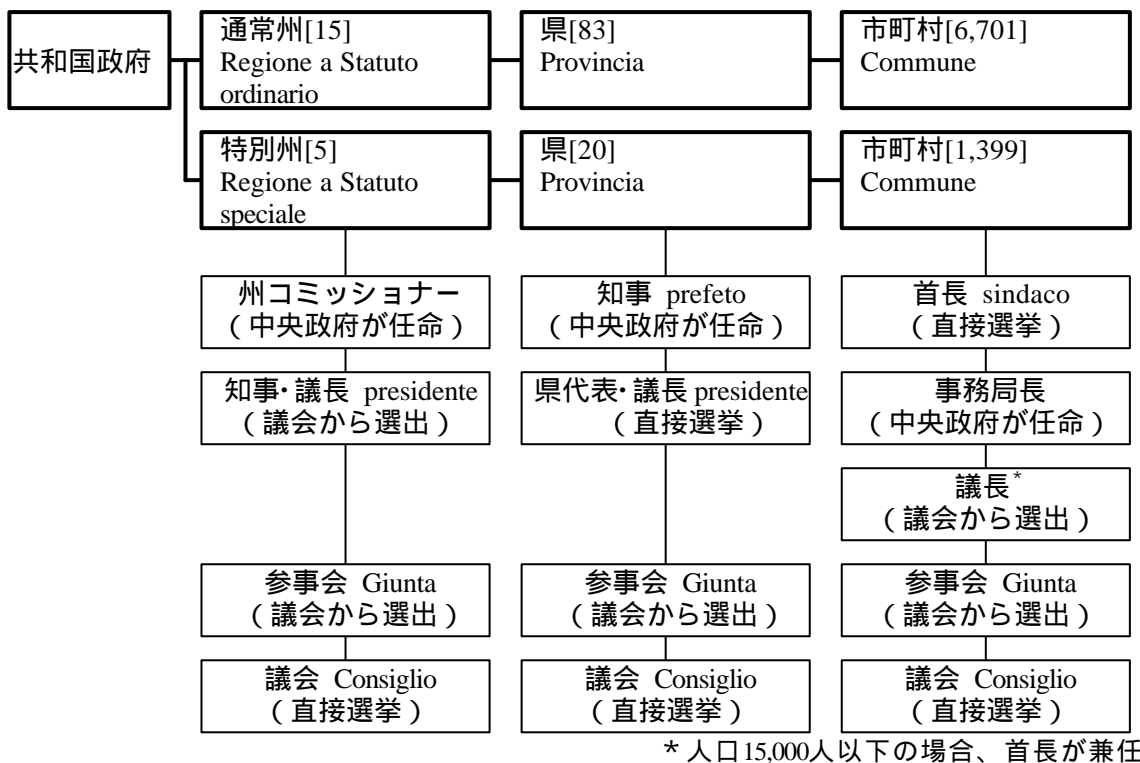 共和国政府
通常州[15]
Regione a Statuto
ordinario
県[83]
Provincia
市町村[6,701]
Commune
特別州[5]
Regione a Statuto
speciale
県[20]
Provincia
市町村[1,399]
Commune
州コミッショナー
(中央政府が任命)
知事 prefeto
(中央政府が任命)
首長 sindaco
(直接選挙)
知事・議長 presidente
(議会から選出)
県代表・議長 presidente
(直接選挙)
事務局長
(中央政府が任命)
議長*
(議会から選出)
参事会 Giunta
(議会から選出)
参事会 Giunta
(議会から選出)
参事会 Giunta
(議会から選出)
議会 Consiglio
(直接選挙)
議会 Consiglio
(直接選挙)
議会 Consiglio
(直接選挙)
*人口15,000人以下の場合、首長が兼任